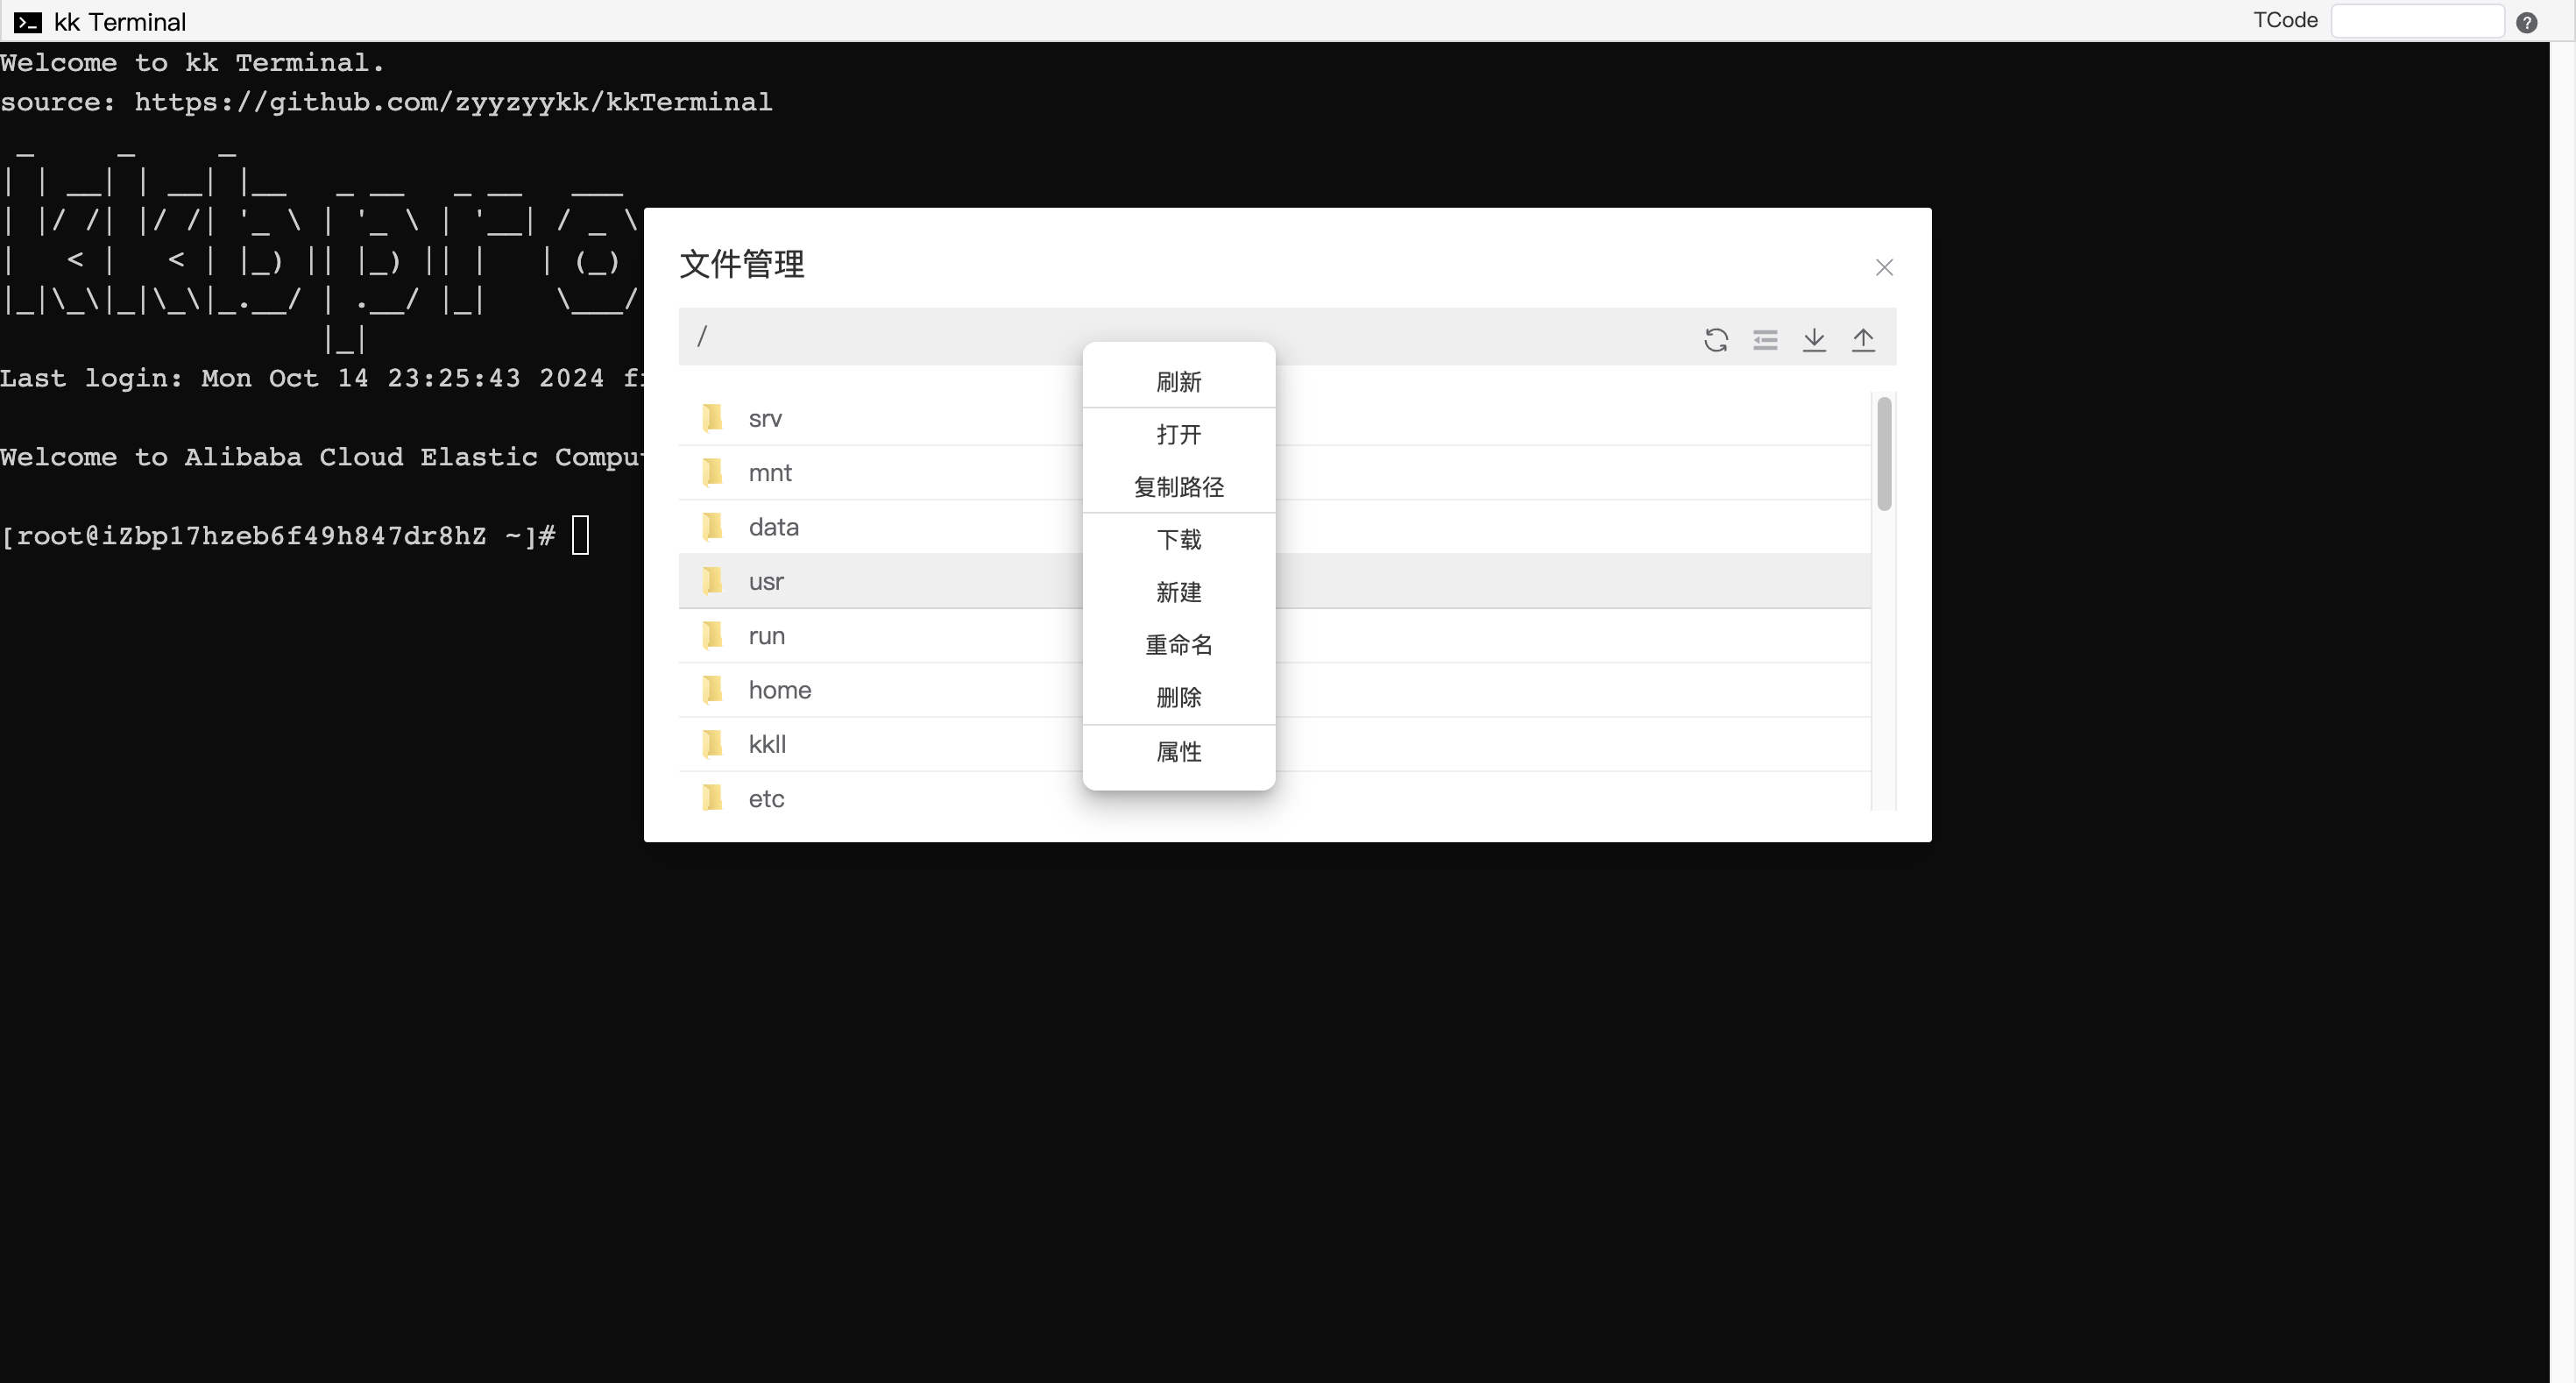 kk Terminal
TCode
Welcome to kk Terminal.
source: https://github.com/zyyzyykk/kkTerminal
Last login: Mon Oct 14 23:25:43 2024
Welcome to Alibaba Cloud Elastic
[root@iZbp17hzeb6f49h847dr8hZ ~]#
文件管理
/
srv
mnt
data
usr
run
home
kkll
etc
刷新
打开
复制路径
下载
新建
重命名
删除
属性